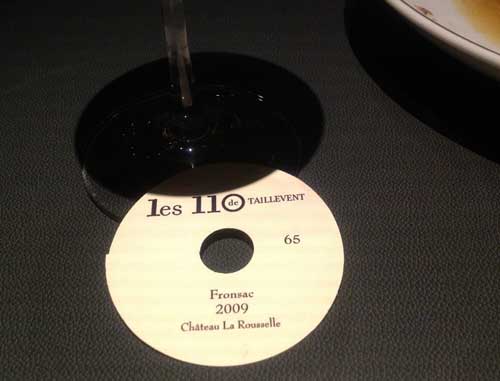 les 110 de TAILLEVENT
65
Fronsac
2009
Château La Rousselle